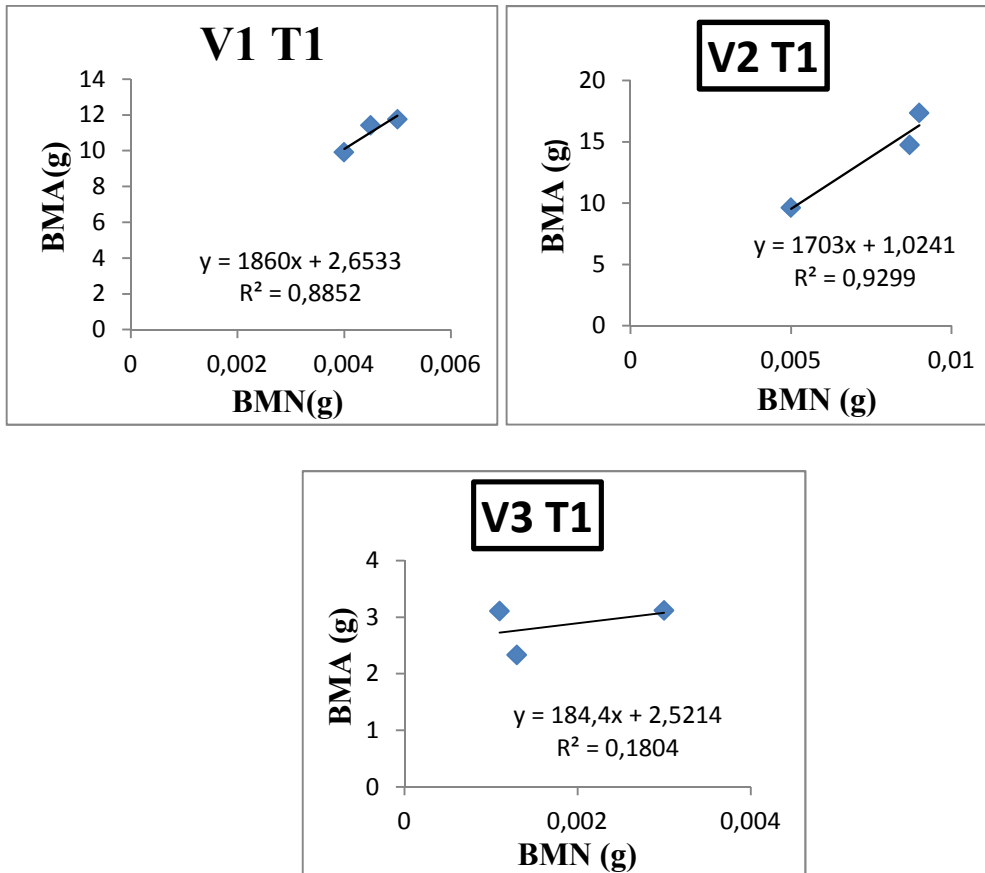 V1 T1
BMA(g)
14
12
10
8
6
4
2
0
y = 1860x + 2,6533
R² = 0,8852
0
0,002
0,004
0,006
BMN(g)
V2 T1
BMA (g)
20
15
10
5
0
y = 1703x + 1,0241
R² = 0,9299
0
0,005
0,01
BMN (g)
V3 T1
BMA (g)
4
3
2
1
0
y = 184,4x + 2,5214
R² = 0,1804
0
0,002
0,004
BMN (g)